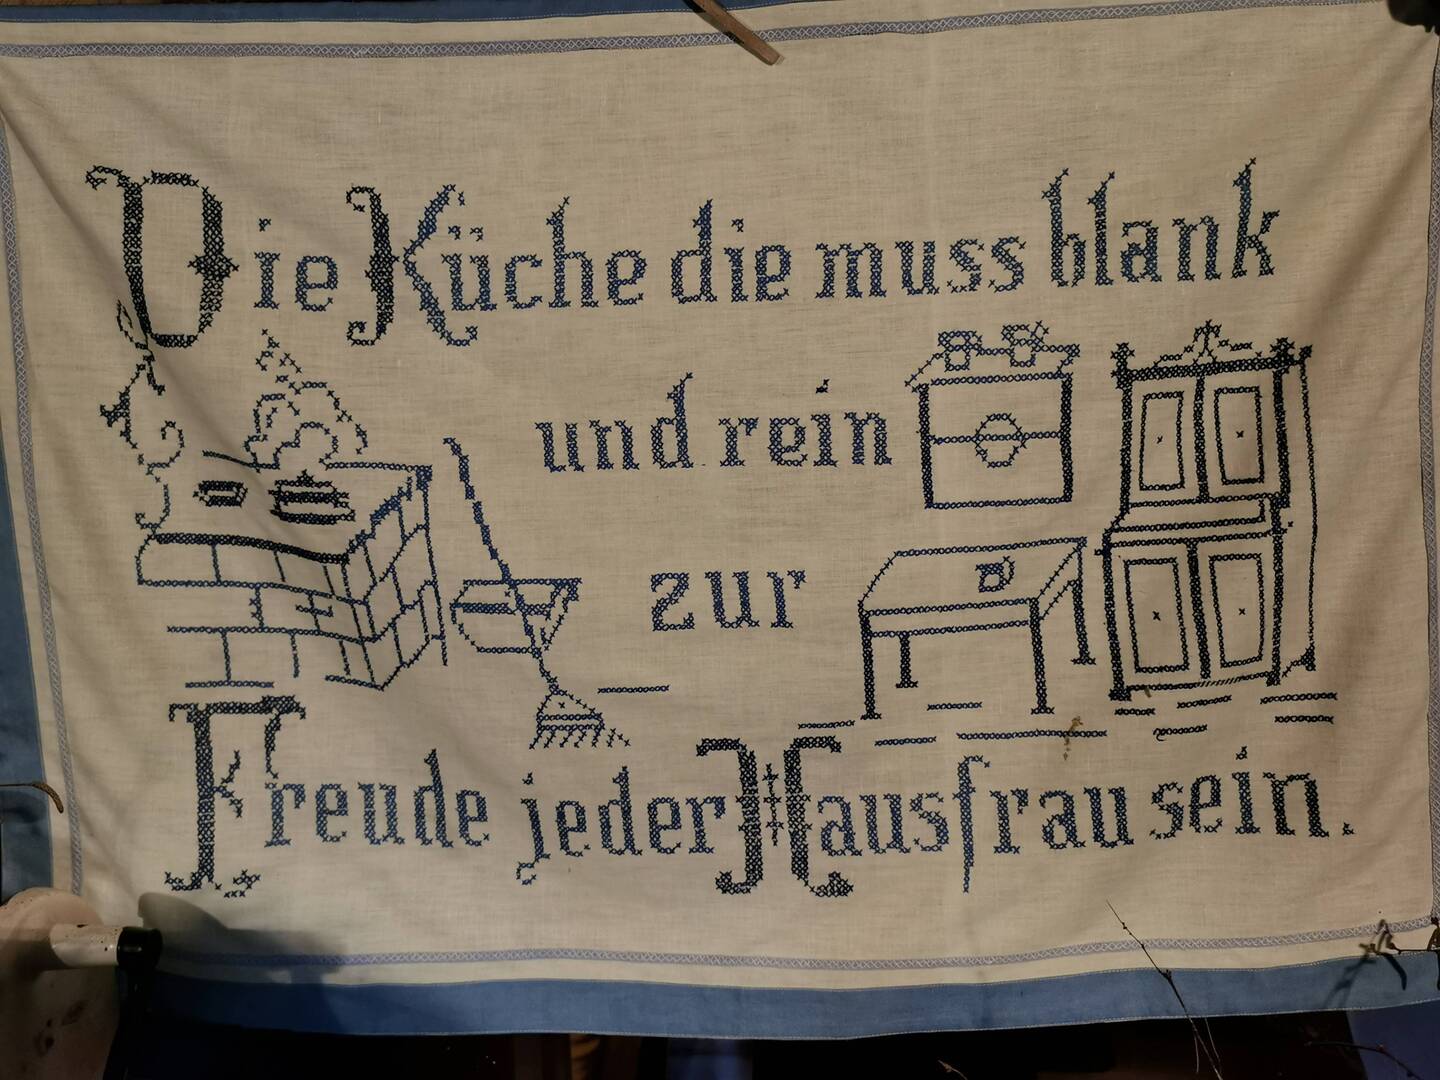 Die Küche die muss blank
und rein
zur
Freude jeder Hausfrau sein.